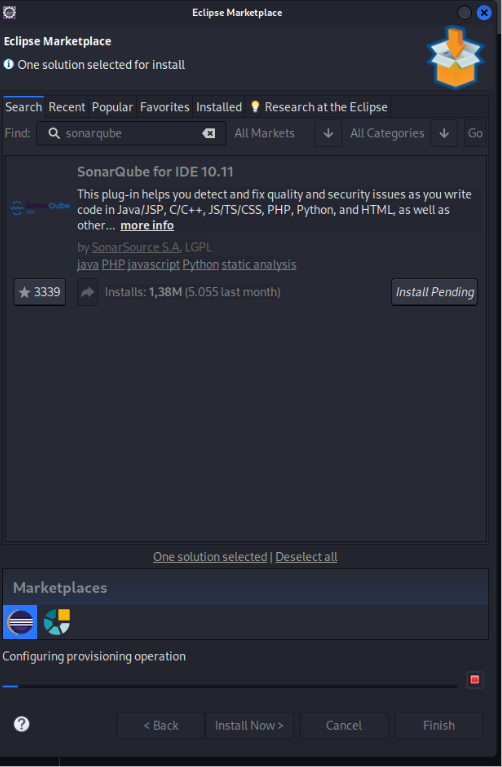 Eclipse Marketplace
Eclipse Marketplace
One solution selected for install
Search Recent Popular Favorites Installed Research at the Eclipse
Find: sonarqube All Markets All Categories Go
SonarQube for IDE 10.11
This plug-in helps you detect and fix quality and security issues as you write
code in Java/JSP, C/C++, JS/TS/CSS, PHP, Python, and HTML, as well as
other... more info
by SonarSource S.A, LGPL
java PHP javascript Python static analysis
3339 Installs: 1,38M (5.055 last month) Install Pending
One solution selected | Deselect all
Marketplaces
Configuring provisioning operation
< Back Install Now > Cancel Finish